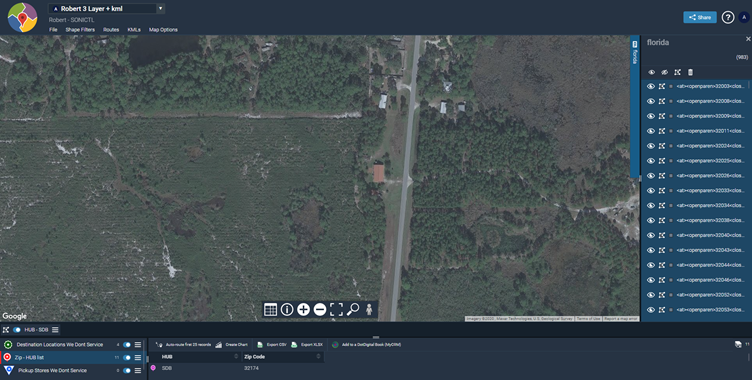 A Robert 3 Layer + kml
Robert - SONICTL
File Shape Filters Routes KMLs Map Options
Share ? A
florida
florida
(983)
<at><openparen>32003<clos..
<at><openparen>32008<clos..
<at><openparen>32009<clos..
<at><openparen>32011<clos..
<at><openparen>32024<clos..
<at><openparen>32025<clos..
<at><openparen>32026<clos..
<at><openparen>32033<clos..
<at><openparen>32034<clos..
<at><openparen>32038<clos..
<at><openparen>32040<clos..
<at><openparen>32043<clos..
<at><openparen>32044<clos..
<at><openparen>32046<clos..
<at><openparen>32052<clos..
<at><openparen>32053<clos..
Google
Imagery ©2022 , Maxar Technologies, U.S. Geological Survey Terms of Use Report a map error
HUB - SDB
Destination Locations We Dont Service 4
Zip - HUB list 11
Pickup Stores We Dont Service 6
Auto-route first 25 records Create Chart Export CSV Export XLSX Add to a DotDigital Book (MyCRM) 11
HUB Zip Code
SDB 32174